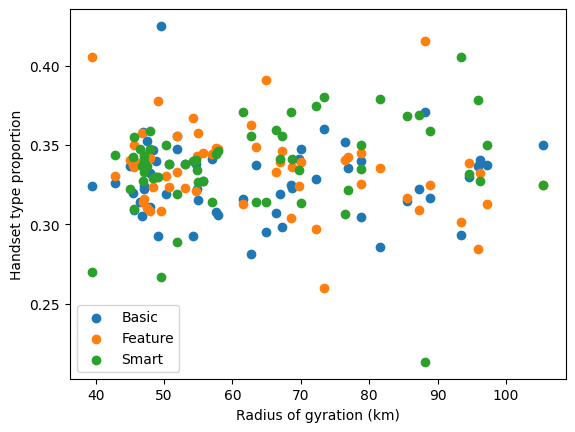 Handset type proportion
0.40
0.35
0.30
0.25
Basic
Feature
Smart
40 50 60 70 80 90 100
Radius of gyration (km)